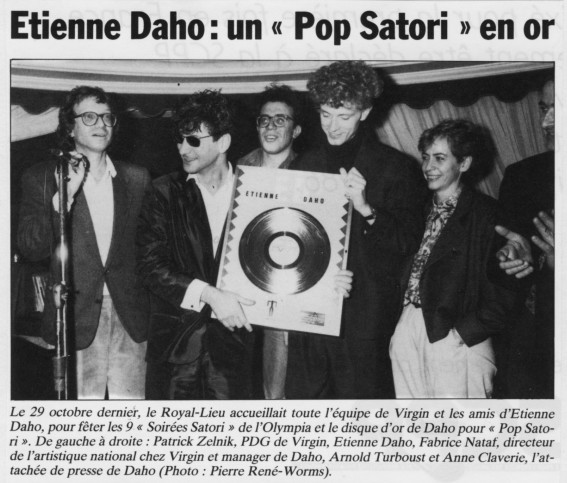 Etienne Daho : un « Pop Satori » en or
ETIENNE DAHO
Le 29 octobre dernier, le Royal-Lieu accueillait toute l'équipe de Virgin et les amis d'Etienne
Daho, pour fêter les 9 « Soirées Satori » de l'Olympia et le disque d'or de Daho pour « Pop Sato-
ri ». De gauche à droite : Patrick Zelnik, PDG de Virgin, Etienne Daho, Fabrice Nataf, directeur
de l'artistique national chez Virgin et manager de Daho, Arnold Turboust et Anne Claverie, l'at-
tachée de presse de Daho (Photo : Pierre René-Worms).